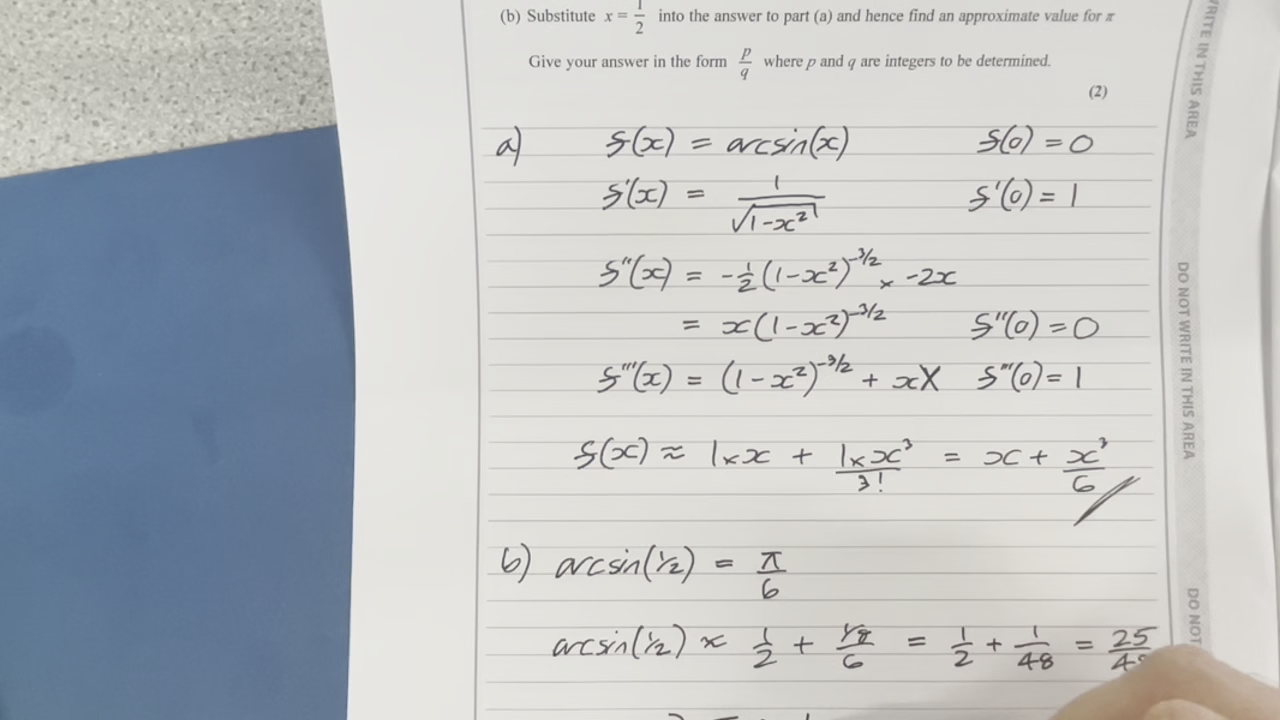 (b) Substitute x = 1/2 into the answer to part (a) and hence find an approximate value for π
Give your answer in the form p/q where p and q are integers to be determined.
(2)
a) f(x) = arcsin(x) f(0) = 0
f'(x) = 1/√(1-x²) f'(0) = 1
f''(x) = -1/2(1-x²)^(-3/2) × -2x
= x(1-x²)^(-3/2) f''(0) = 0
f'''(x) = (1-x²)^(-3/2) + xX f'''(0) = 1
f(x) ≈ 1×x + 1×x³/3! = x + x³/6
b) arcsin(1/2) = π/6
arcsin(1/2) ≈ 1/2 + 1/8/6 = 1/2 + 1/48 = 25/48
RITE IN THIS AREA
DO NOT WRITE IN THIS AREA
DO NOT